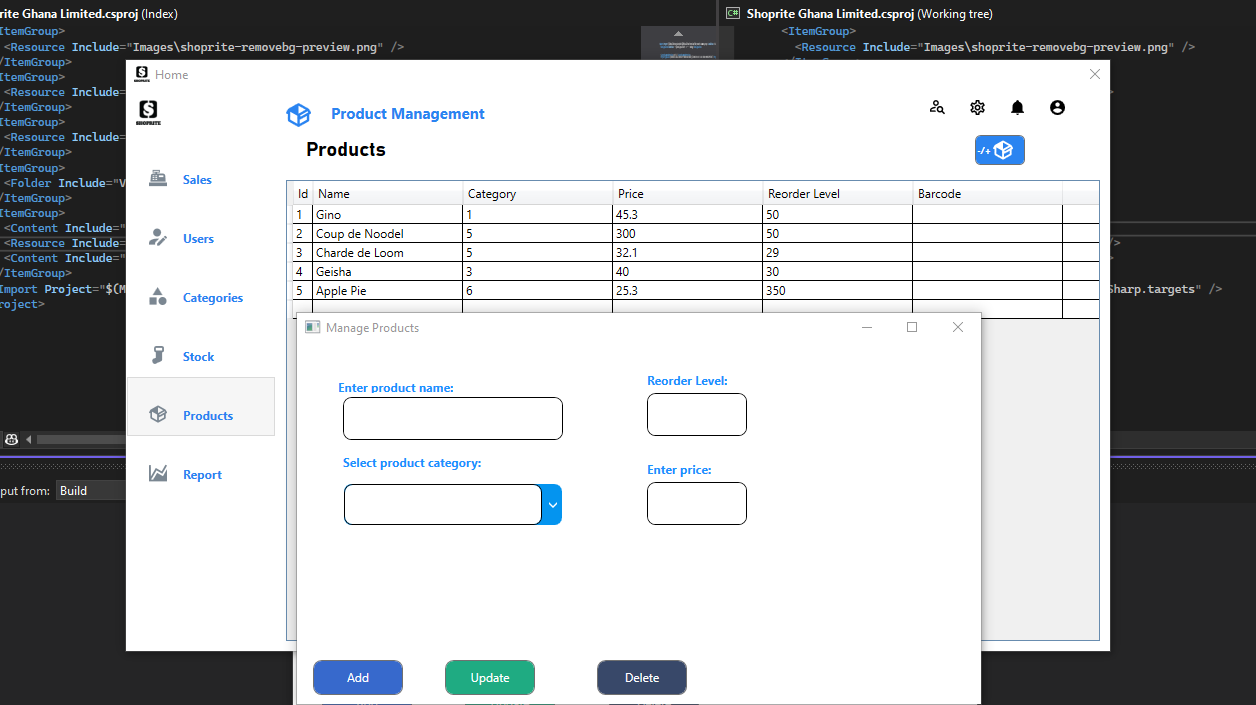 rite Ghana Limited.csproj (Index)
Shoprite Ghana Limited.csproj (Working tree)
ItemGroup>
<Resource Include="Images\shoprite-removebg-preview.png" />
/ItemGroup>
ItemGroup>
<Resource Include=
/ItemGroup>
ItemGroup>
<Resource Include=
/ItemGroup>
ItemGroup>
<Folder Include="V
/ItemGroup>
ItemGroup>
<Content Include="
<Resource Include=
<Content Include="
/ItemGroup>
Import Project="$(M
roject>
<ItemGroup>
<Resource Include="Images\shoprite-removebg-preview.png" />
/>
Sharp.targets" />
put from: Build
Home
SHOPRITE
Product Management
Products
-/+
Sales
Users
Categories
Stock
Products
Report
Id Name Category Price Reorder Level Barcode
1 Gino 1 45.3 50
2 Coup de Noodel 5 300 50
3 Charde de Loom 5 32.1 29
4 Geisha 3 40 30
5 Apple Pie 6 25.3 350
Manage Products
Enter product name:
Reorder Level:
Select product category:
Enter price:
Add Update Delete